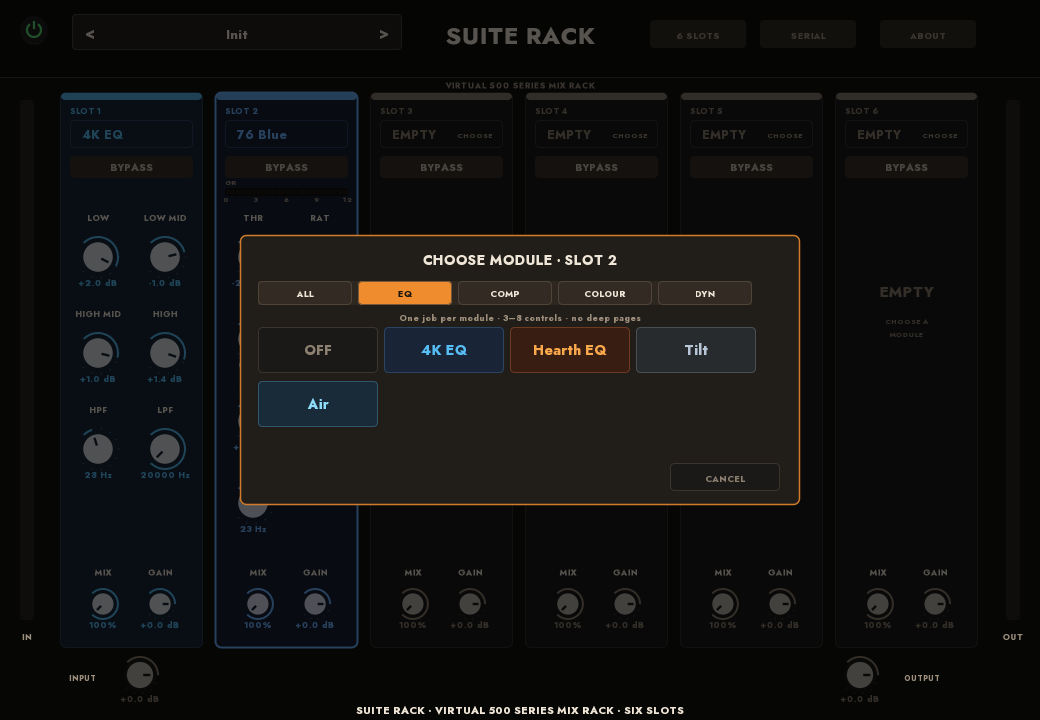 < Init > SUITE RACK 6 SLOTS SERIAL ABOUT
VIRTUAL 500 SERIES MIX RACK
SLOT 1 SLOT 2 SLOT 3 SLOT 4 SLOT 5 SLOT 6
4K EQ 76 Blue EMPTY CHOOSE EMPTY CHOOSE EMPTY CHOOSE EMPTY CHOOSE
BYPASS BYPASS BYPASS BYPASS BYPASS BYPASS
GR
0 3 6 9 12
LOW LOW MID THR RAT
CHOOSE MODULE · SLOT 2
ALL EQ COMP COLOUR DYN
One job per module · 3–8 controls · no deep pages
OFF 4K EQ Hearth EQ Tilt
Air
CANCEL
+2.0 dB -1.0 dB
HIGH MID HIGH
+1.0 dB +1.4 dB
HPF LPF
28 Hz 20000 Hz
23 Hz
EMPTY
CHOOSE A
MODULE
MIX GAIN MIX GAIN MIX GAIN MIX GAIN MIX GAIN MIX GAIN
100% +0.0 dB 100% +0.0 dB 100% +0.0 dB 100% +0.0 dB 100% +0.0 dB 100% +0.0 dB
IN OUT
INPUT OUTPUT
+0.0 dB +0.0 dB
SUITE RACK · VIRTUAL 500 SERIES MIX RACK · SIX SLOTS